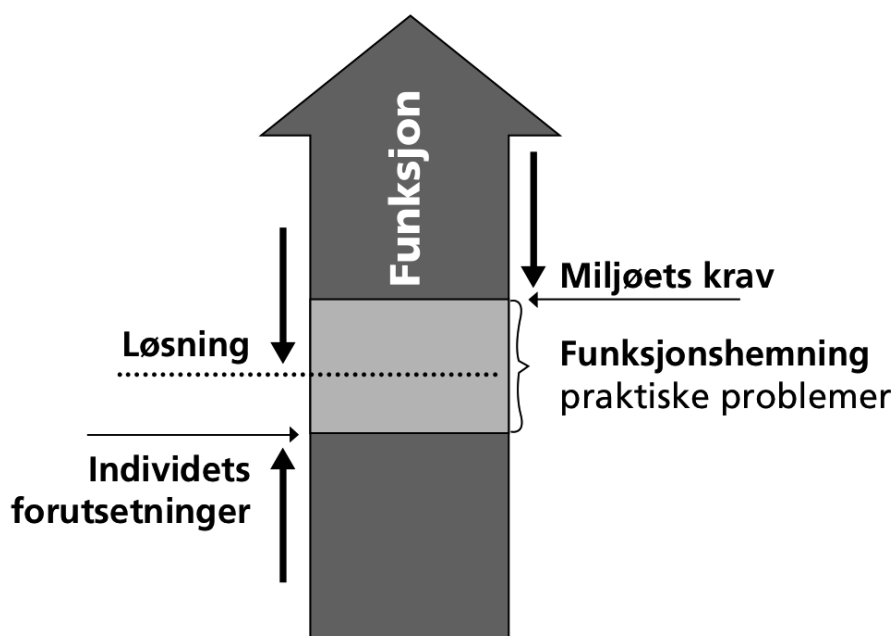 Funksjon
Miljøets krav
Løsning
Funksjonshemning
praktiske problemer
Individets
forutsetninger